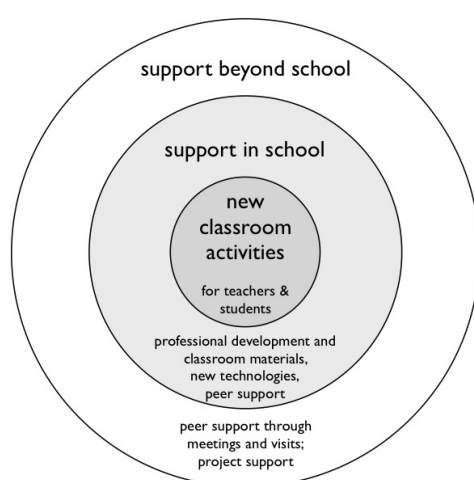 support beyond school
support in school
new
classroom
activities
for teachers &
students
professional development and
classroom materials,
new technologies,
peer support
peer support through
meetings and visits;
project support